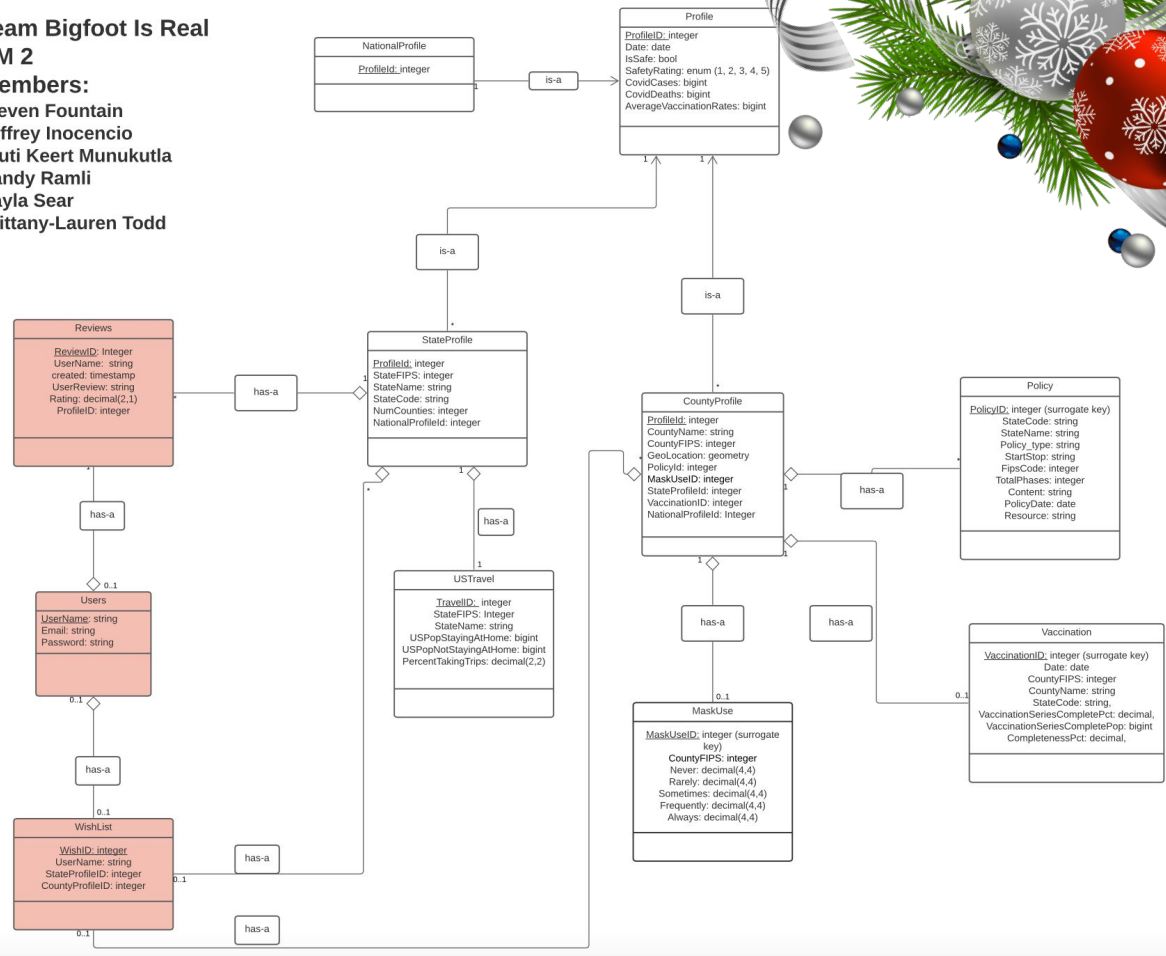 eam Bigfoot Is Real
M 2
embers:
even Fountain
ffrey Inocencio
uti Keert Munukutla
andy Ramli
ayla Sear
ittany-Lauren Todd
NationalProfile
ProfileId: integer
1
is-a
Profile
ProfileID: integer
Date: date
IsSafe: bool
SafetyRating: enum (1, 2, 3, 4, 5)
CovidCases: bigint
CovidDeaths: bigint
AverageVaccinationRates: bigint
1
1
is-a
is-a
*
*
Reviews
ReviewID: Integer
UserName: string
created: timestamp
UserReview: string
Rating: decimal(2,1)
ProfileID: integer
*
*
has-a
1
StateProfile
ProfileId: integer
StateFIPS: integer
StateName: string
StateCode: string
NumCounties: integer
NationalProfileId: integer
*
1
has-a
1
CountyProfile
ProfileId: integer
CountyName: string
CountyFIPS: integer
GeoLocation: geometry
PolicyId: integer
MaskUseID: integer
StateProfileId: integer
VaccinationID: integer
NationalProfileId: Integer
*
1
1
1
has-a
*
Policy
PolicyID: integer (surrogate key)
StateCode: string
StateName: string
Policy_type: string
StartStop: string
FipsCode: integer
TotalPhases: integer
Content: string
PolicyDate: date
Resource: string
has-a
0..1
Users
UserName: string
Email: string
Password: string
0..1
USTravel
TravelID: integer
StateFIPS: Integer
StateName: string
USPopStayingAtHome: bigint
USPopNotStayingAtHome: bigint
PercentTakingTrips: decimal(2,2)
has-a
has-a
0..1
0..1
Vaccination
VaccinationID: integer (surrogate key)
Date: date
CountyFIPS: integer
CountyName: string
StateCode: string,
VaccinationSeriesCompletePct: decimal,
VaccinationSeriesCompletePop: bigint
CompletenessPct: decimal,
MaskUse
MaskUseID: integer (surrogate
key)
CountyFIPS: integer
Never: decimal(4,4)
Rarely: decimal(4,4)
Sometimes: decimal(4,4)
Frequently: decimal(4,4)
Always: decimal(4,4)
has-a
0..1
WishList
WishID: integer
UserName: string
StateProfileID: integer
CountyProfileID: integer
0..1
has-a
0..1
has-a